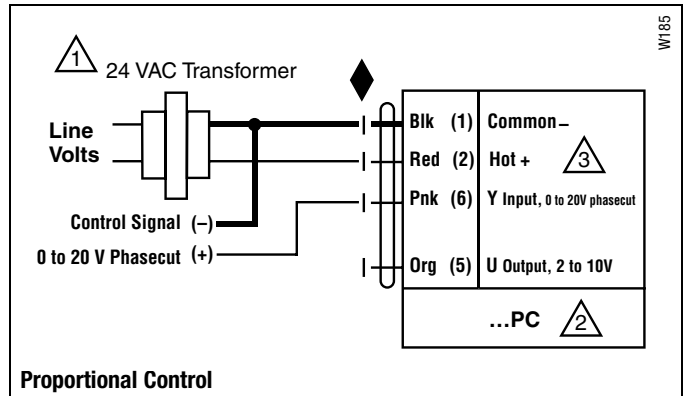 W185
1
24 VAC Transformer
Line
Volts
Blk (1) Common –
Red (2) Hot + 3
Pnk (6) Y Input, 0 to 20V phasecut
Control Signal (–)
0 to 20 V Phasecut (+)
Org (5) U Output, 2 to 10V
...PC 2
Proportional Control